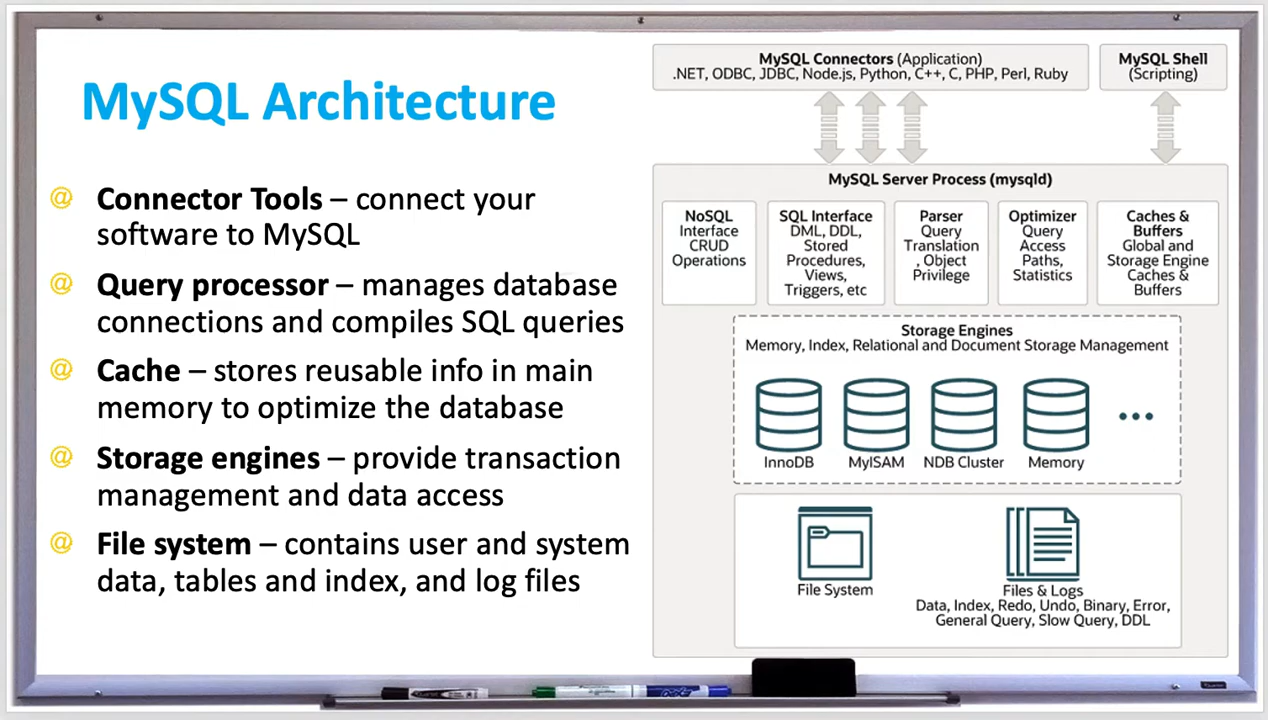 MySQL Architecture
@ Connector Tools – connect your
software to MySQL
@ Query processor – manages database
connections and compiles SQL queries
@ Cache – stores reusable info in main
memory to optimize the database
@ Storage engines – provide transaction
management and data access
@ File system – contains user and system
data, tables and index, and log files
MySQL Connectors (Application)
.NET, ODBC, JDBC, Node.js, Python, C++, C, PHP, Perl, Ruby
MySQL Shell
(Scripting)
MySQL Server Process (mysqld)
NoSQL
Interface
CRUD
Operations
SQL Interface
DML, DDL,
Stored
Procedures,
Views,
Triggers, etc
Parser
Query
Translation
, Object
Privilege
Optimizer
Query
Access
Paths,
Statistics
Caches &
Buffers
Global and
Storage Engine
Caches &
Buffers
Storage Engines
Memory, Index, Relational and Document Storage Management
InnoDB
MyISAM
NDB Cluster
Memory
File System
Files & Logs
Data, Index, Redo, Undo, Binary, Error,
General Query, Slow Query, DDL